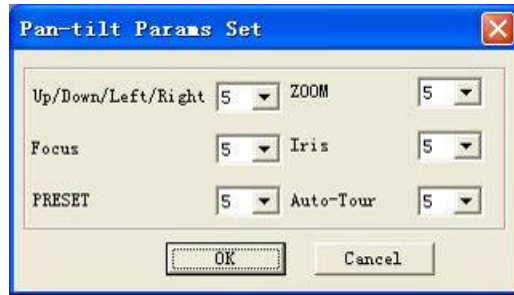 Pan-tilt Params Set
Up/Down/Left/Right 5 ZOOM 5
Focus 5 Iris 5
PRESET 5 Auto-Tour 5
OK Cancel